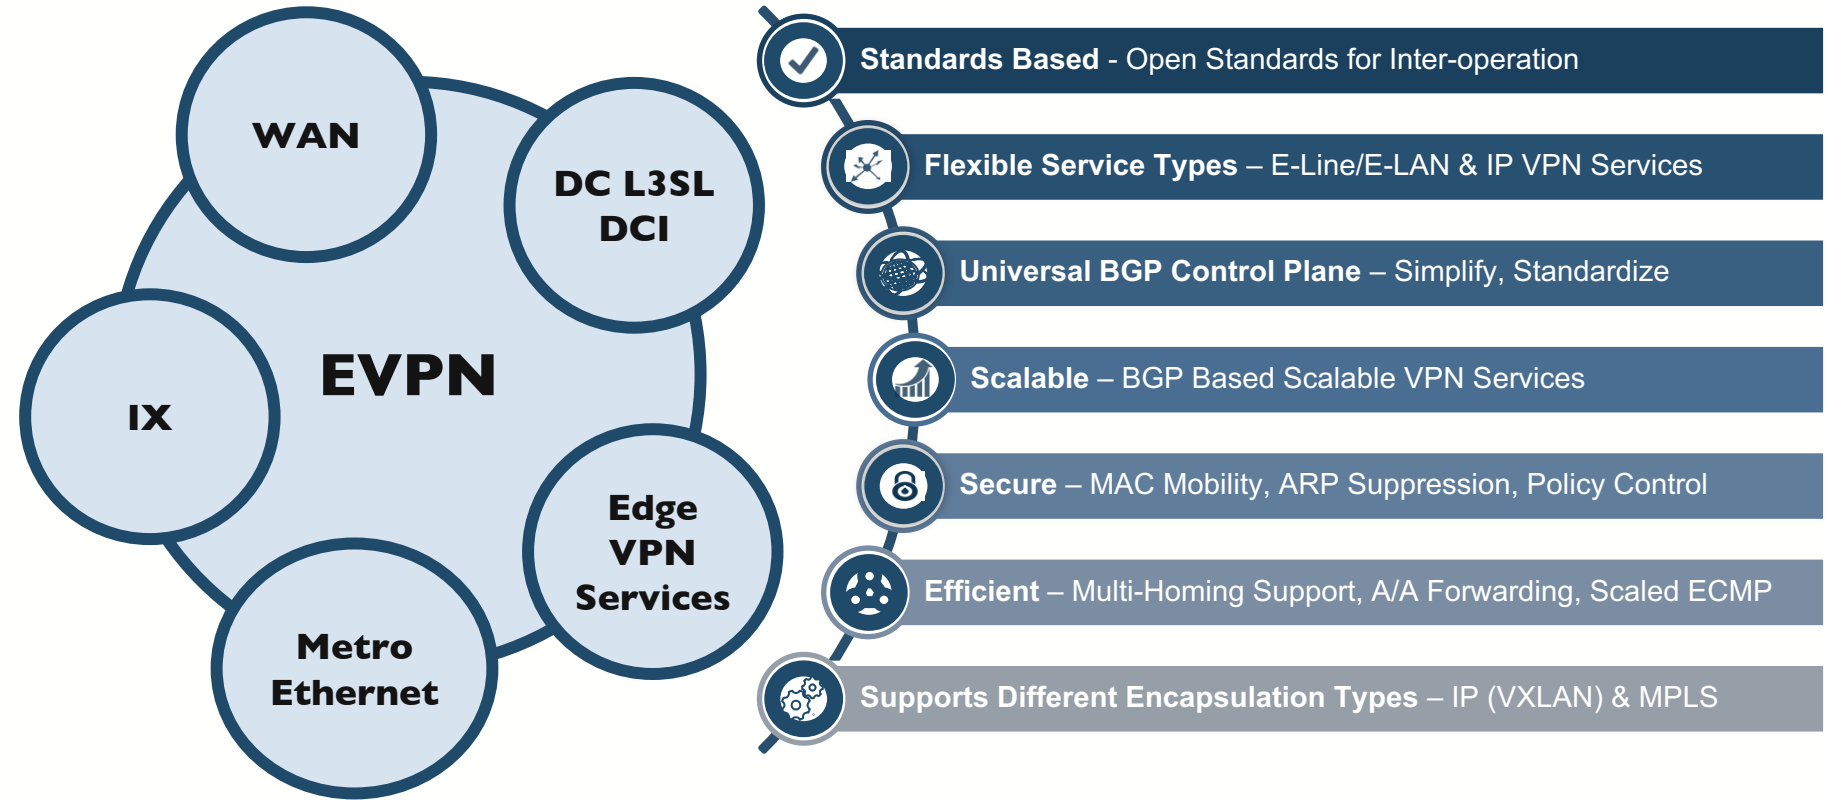 WAN
DC L3SL
DCI
EVPN
IX
Edge
VPN
Services
Metro
Ethernet
Standards Based - Open Standards for Inter-operation
Flexible Service Types – E-Line/E-LAN & IP VPN Services
Universal BGP Control Plane – Simplify, Standardize
Scalable – BGP Based Scalable VPN Services
Secure – MAC Mobility, ARP Suppression, Policy Control
Efficient – Multi-Homing Support, A/A Forwarding, Scaled ECMP
Supports Different Encapsulation Types – IP (VXLAN) & MPLS